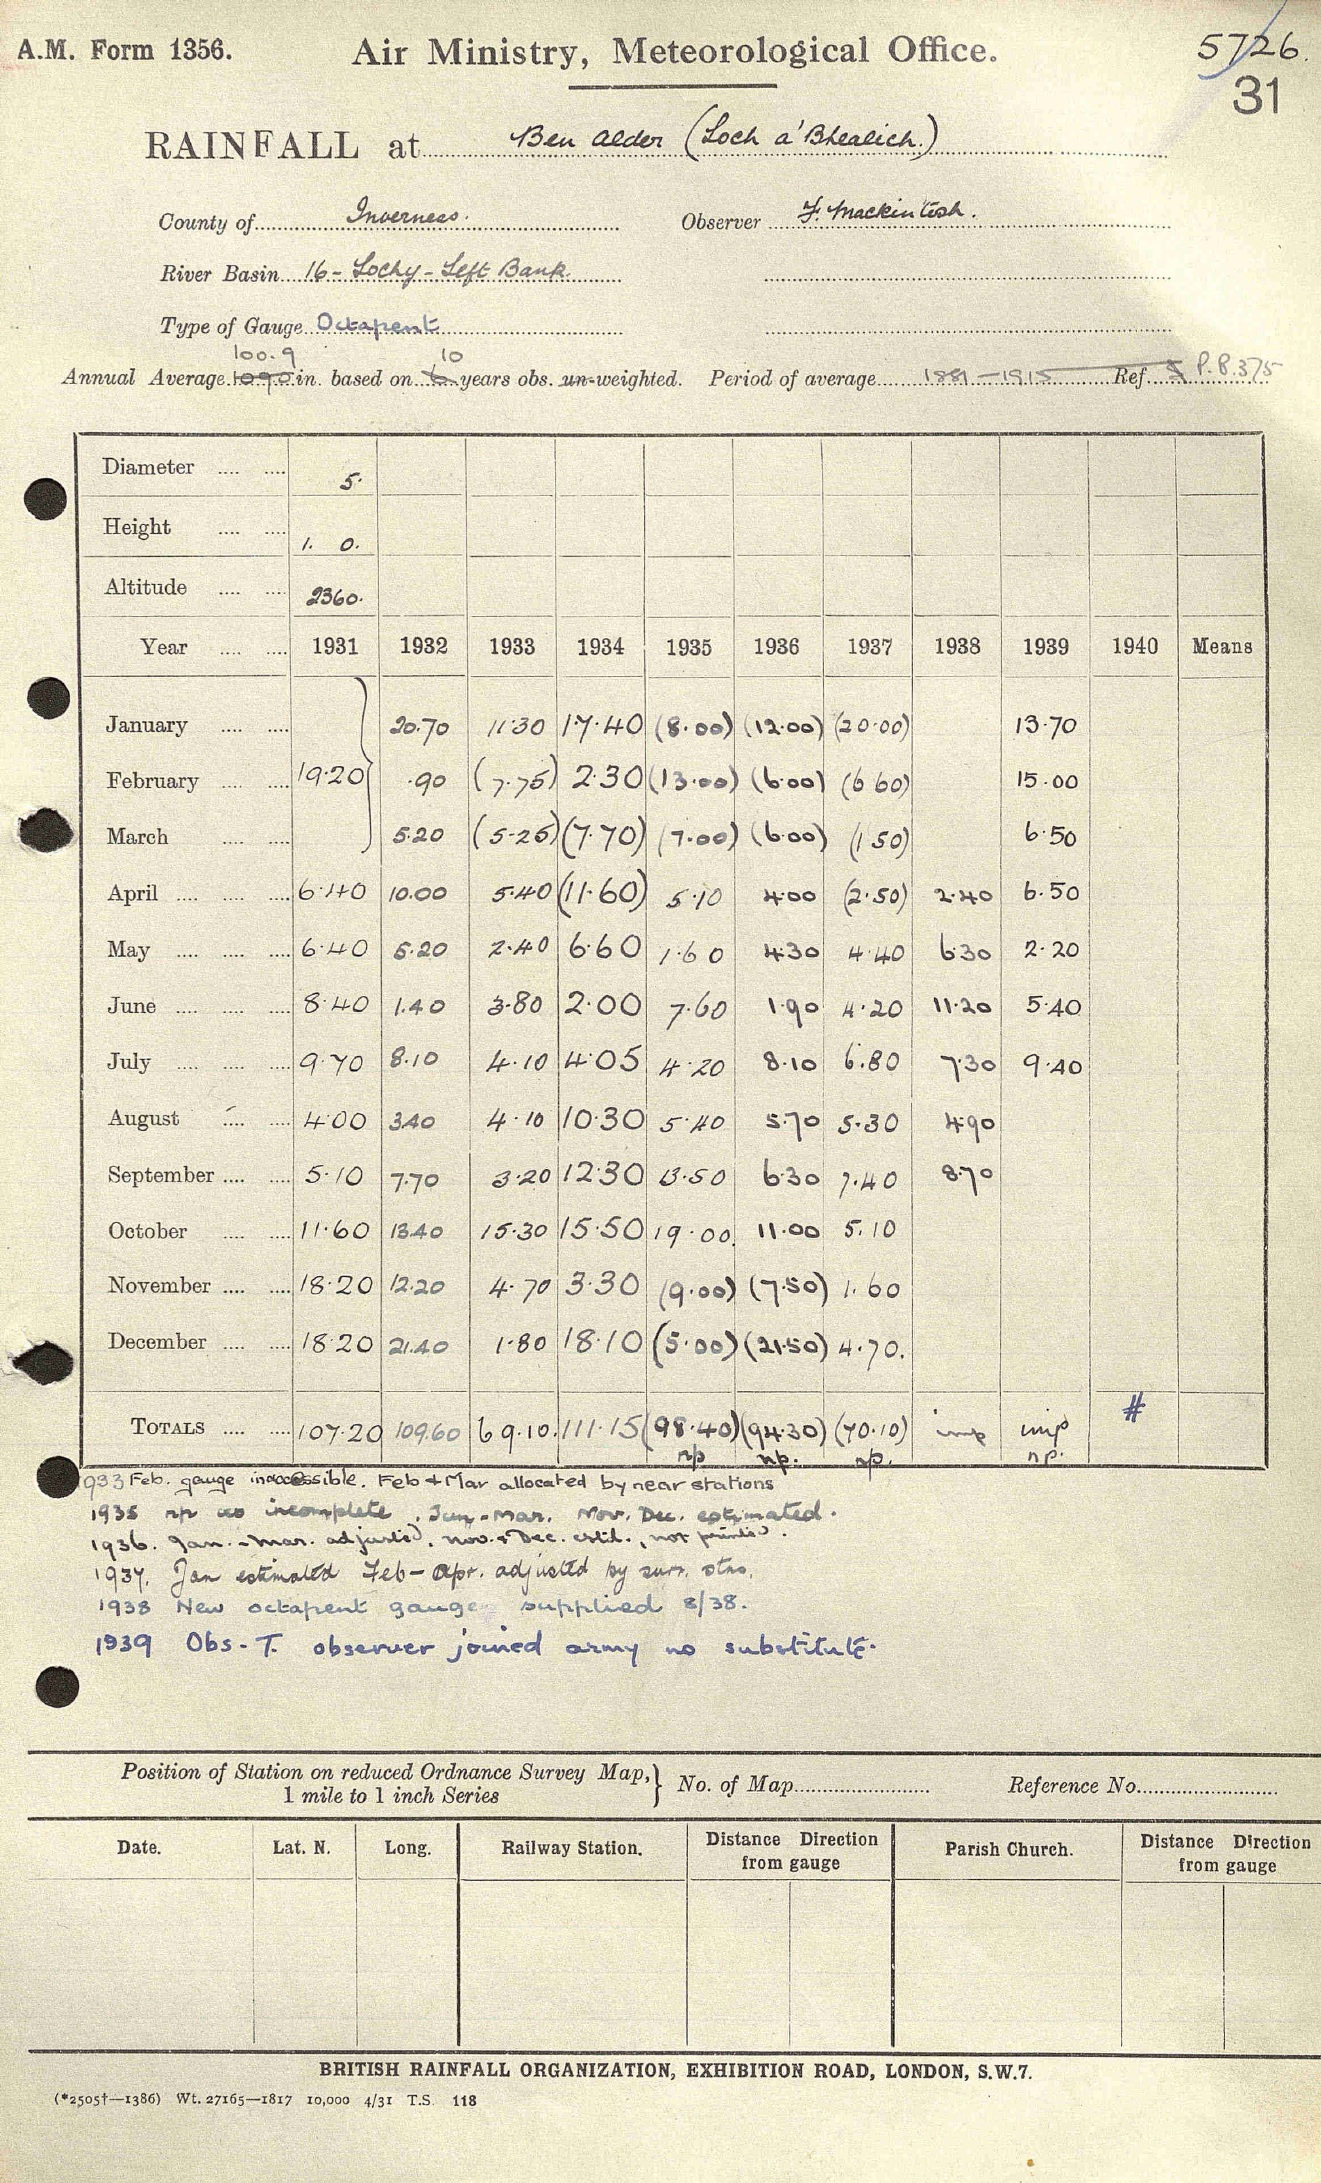 A.M. Form 1356. Air Ministry, Meteorological Office. 5726.
31
RAINFALL at Ben Alder (Loch a' Bhealich.)
County of Inverness. Observer F. Mackintosh.
River Basin 16 - Lochy - Left Bank
Type of Gauge Octapent
100.9 10
Annual Average 109.0 in. based on 6 years obs. un-weighted. Period of average 1881-1915 Ref. P.P. 375
Diameter .... .... 5.
Height .... .... 1. 0.
Altitude .... .... 2360.
Year .... .... 1931 1932 1933 1934 1935 1936 1937 1938 1939 1940 Means
January .... .... 20.70 11.30 17.40 (8.00) (12.00) (20.00) 13.70
February .... .... 19.20 } .90 (7.75) 2.30 (13.00) (6.00) (6 60) 15.00
March .... .... 5.20 (5.25) (7.70) (7.00) (6.00) (1 50) 6.50
April .... .... .... 6.40 10.00 5.40 (11.60) 5.10 4.00 (2.50) 2.40 6.50
May .... .... .... 6.40 5.20 2.40 6.60 1.60 4.30 4.40 6.30 2.20
June .... .... .... 8.40 1.40 3.80 2.00 7.60 1.90 4.20 11.20 5.40
July .... .... .... 9.70 8.10 4.10 4.05 4.20 8.10 6.80 7.30 9.40
August .... .... 4.00 3.40 4.10 10.30 5.40 5.70 5.30 4.90
September .... .... 5.10 7.70 3.20 12.30 13.50 6.30 7.40 8.70
October .... .... 11.60 13.40 15.30 15.50 19.00. 11.00 5.10
November .... .... 18.20 12.20 4.70 3.30 (9.00) (7.50) 1.60
December .... .... 18.20 21.40 1.80 18.10 (5.00) (21.50) 4.70.
TOTALS .... .... 107.20 109.60 69.10. 111.15 (98.40) (94.30) (70.10) imp imp #
np np. np. np.
933 Feb. gauge inaccessible. Feb & Mar allocated by near stations
1935 np as incomplete. Jan-Mar. Nov. Dec. estimated.
1936. Jan.-Mar. adjusted, Nov. & Dec. estd., not printed.
1937. Jan estimated Feb-Apr. adjusted by surr. stns.
1938 New octapent gauge supplied 8/38.
1939 Obs-T. observer joined army no substitute.
Position of Station on reduced Ordnance Survey Map, } No. of Map Reference No.
1 mile to 1 inch Series
Date. Lat. N. Long. Railway Station. Distance Direction from gauge Parish Church. Distance Direction from gauge
BRITISH RAINFALL ORGANIZATION, EXHIBITION ROAD, LONDON, S.W.7.
(*2505†—1386) Wt. 27165—1817 10,000 4/31 T.S. 118